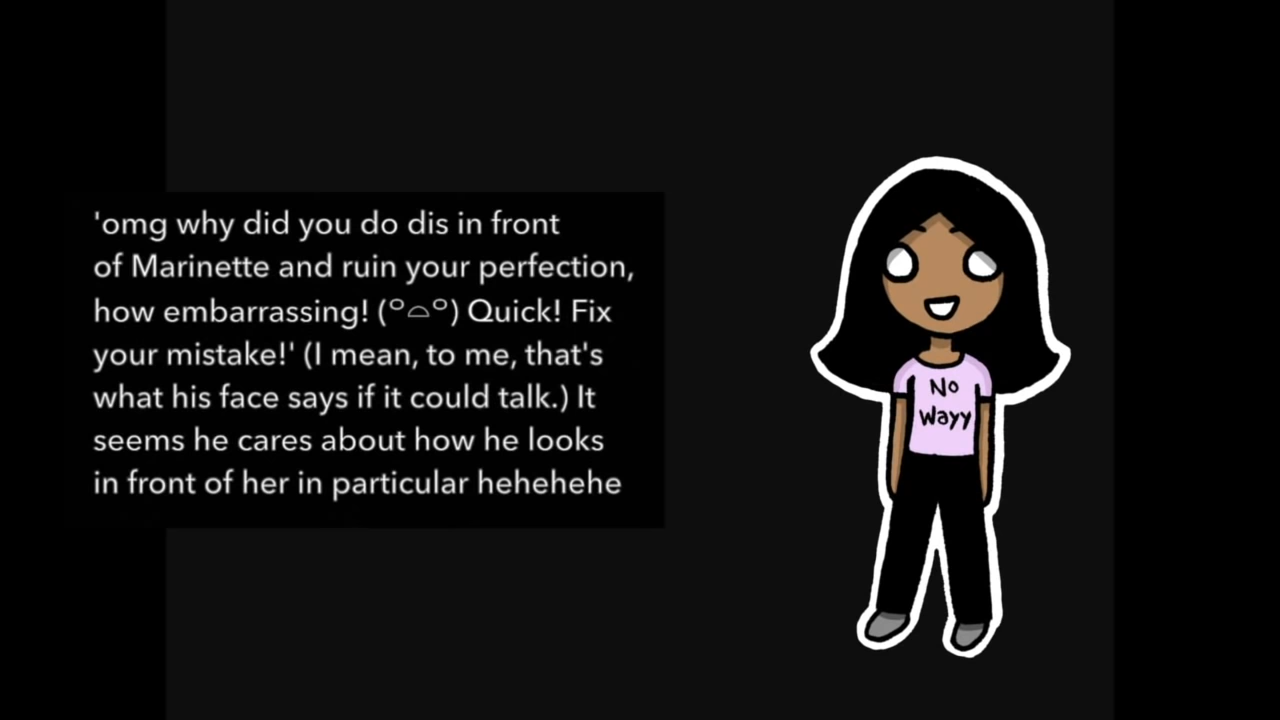 'omg why did you do dis in front
of Marinette and ruin your perfection,
how embarrassing! (º⌓º) Quick! Fix
your mistake!' (I mean, to me, that's
what his face says if it could talk.) It
seems he cares about how he looks
in front of her in particular hehehehe
No
Wayy